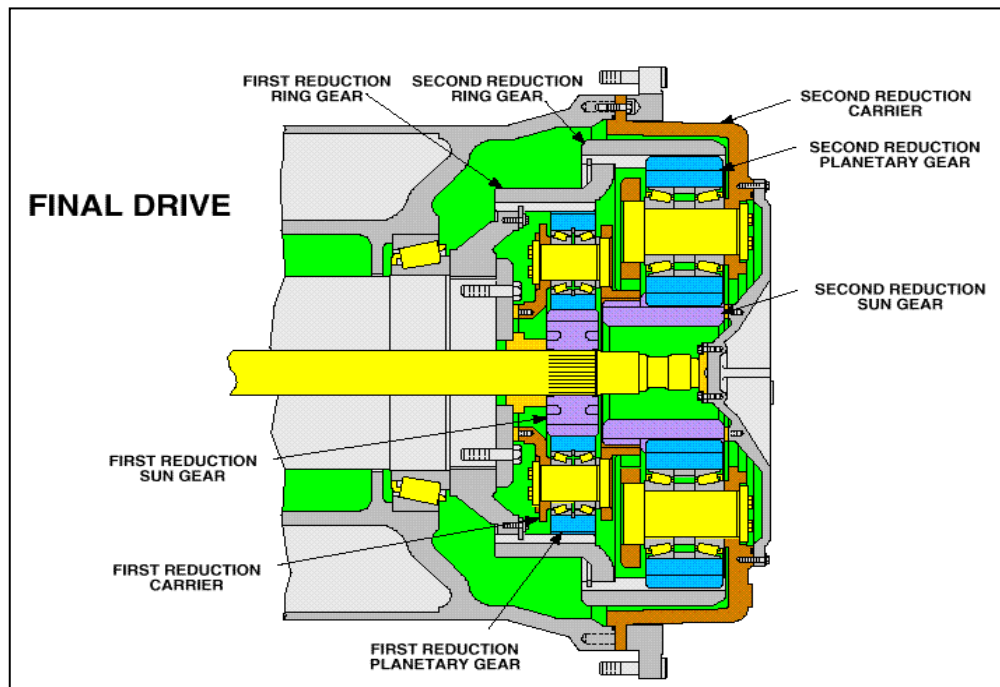 FINAL DRIVE
FIRST REDUCTION
RING GEAR
SECOND REDUCTION
RING GEAR
SECOND REDUCTION
CARRIER
SECOND REDUCTION
PLANETARY GEAR
SECOND REDUCTION
SUN GEAR
FIRST REDUCTION
SUN GEAR
FIRST REDUCTION
CARRIER
FIRST REDUCTION
PLANETARY GEAR